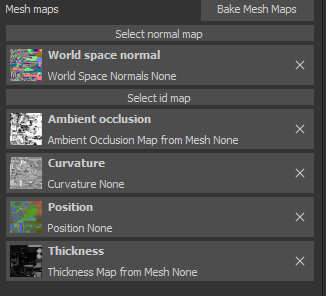 Mesh maps
Bake Mesh Maps
Select normal map
World space normal
World Space Normals None
Select id map
Ambient occlusion
Ambient Occlusion Map from Mesh None
Curvature
Curvature None
Position
Position None
Thickness
Thickness Map from Mesh None